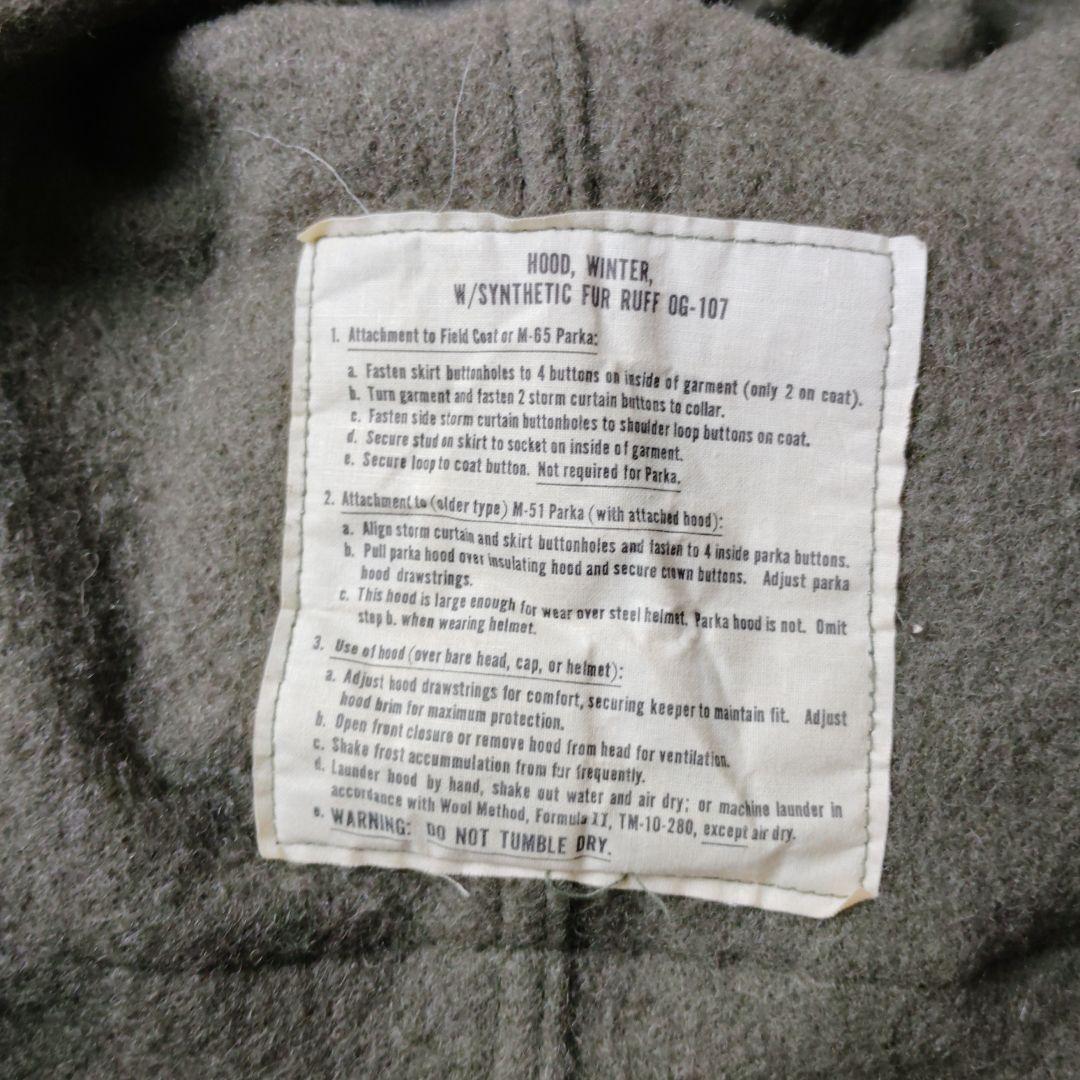 HOOD, WINTER,
W/SYNTHETIC FUR RUFF OG-107
1. Attachment to Field Coat or M-65 Parka:
a. Fasten skirt buttonholes to 4 buttons on inside of garment (only 2 on coat).
b. Turn garment and fasten 2 storm curtain buttons to collar.
c. Fasten side storm curtain buttonholes to shoulder loop buttons on coat.
d. Secure stud on skirt to socket on inside of garment.
e. Secure loop to coat button. Not required for Parka.
2. Attachment to (older type) M-51 Parka (with attached hood):
a. Align storm curtain and skirt buttonholes and fasten to 4 inside parka buttons.
b. Pull parka hood over insulating hood and secure crown buttons. Adjust parka
hood drawstrings.
c. This hood is large enough for wear over steel helmet. Parka hood is not. Omit
step b. when wearing helmet.
3. Use of hood (over bare head, cap, or helmet):
a. Adjust hood drawstrings for comfort, securing keeper to maintain fit. Adjust
hood brim for maximum protection.
b. Open front closure or remove hood from head for ventilation.
c. Shake frost accumulation from fur frequently.
d. Launder hood by hand, shake out water and air dry; or machine launder in
accordance with Wool Method, Formula II, TM-10-280, except air dry.
e. WARNING: DO NOT TUMBLE DRY.